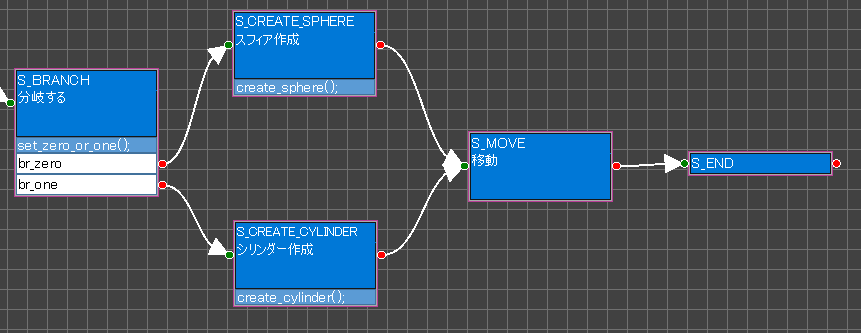 S_BRANCH
分岐する
set_zero_or_one();
br_zero
br_one
S_CREATE_SPHERE
スフィア作成
create_sphere();
S_CREATE_CYLINDER
シリンダー作成
create_cylinder();
S_MOVE
移動
S_END